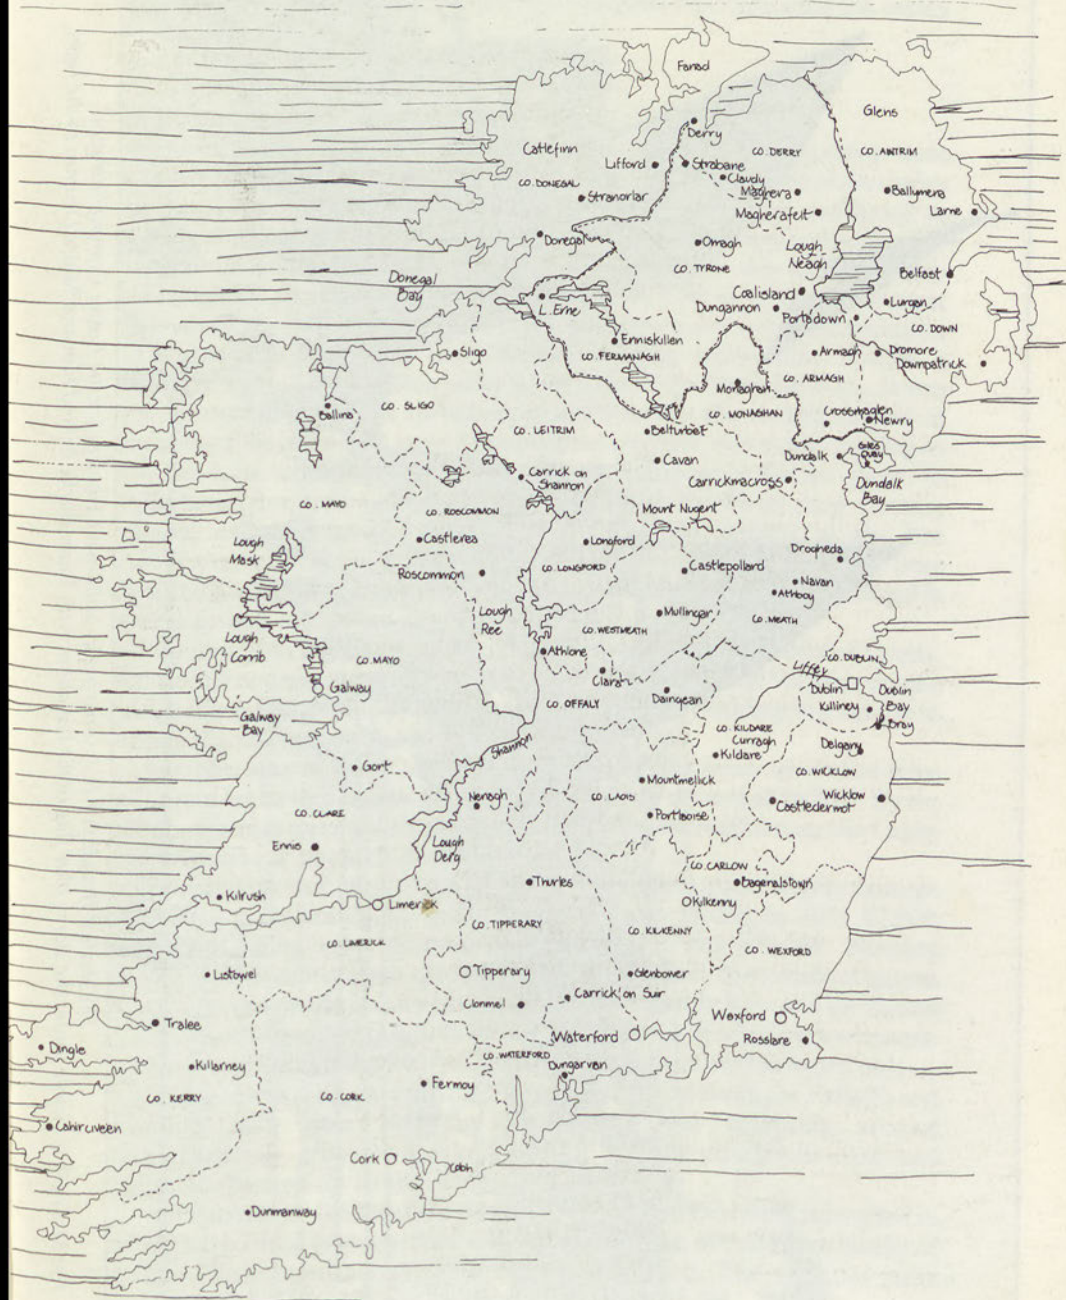 Fanad
Glens
Derry
Catlefinn
CO. DERRY
CO. ANTRIM
Lifford
Strabane
Claudy
CO. DONEGAL
Stranorlar
Maghera
Ballymena
Magherafelt
Larne
Donegal
Omagh
Lough
Neagh
CO. TYRONE
Belfast
Donegal
Bay
Coalisland
L. Erne
Dungannon
Lurgan
Portadown
CO. DOWN
Enniskillen
Sligo
CO. FERMANAGH
Armagh
Dromore
Downpatrick
CO. ARMAGH
Monaghan
Ballina
CO. SLIGO
CO. MONAGHAN
Crossmaglen
Newry
CO. LEITRIM
Belturbet
Giles
Quay
Dundalk
Cavan
Carrick on
Shannon
Carrickmacross
Dundalk
Bay
CO. MAYO
CO. ROSCOMMON
Mount Nugent
Lough
Mask
Castlerea
Longford
Drogheda
Roscommon
CO. LONGFORD
Castlepollard
Navan
Athboy
Lough
Ree
Mullingar
CO. MEATH
CO. WESTMEATH
Lough
Corrib
CO. MAYO
Athlone
CO. DUBLIN
Liffey
Clara
Galway
Daingean
Dublin
Dublin
Bay
CO. OFFALY
Killiney
Galway
Bay
Bray
CO. KILDARE
Curragh
Shannon
Kildare
Delgany
Gort
CO. WICKLOW
Mountmellick
Nenagh
CO. LAOIS
Wicklow
Castledermot
CO. CLARE
Portlaoise
Ennis
Lough
Derg
CO. CARLOW
Thurles
Bagenalstown
Kilrush
Limerick
Kilkenny
CO. TIPPERARY
CO. KILKENNY
CO. LIMERICK
CO. WEXFORD
Listowel
Tipperary
Glenbower
Clonmel
Carrick on Suir
Wexford
Tralee
Waterford
Rosslare
Dingle
CO. WATERFORD
Dungarvan
Killarney
Fermoy
CO. KERRY
CO. CORK
Cahirciveen
Cork
Cobh
Dunmanway